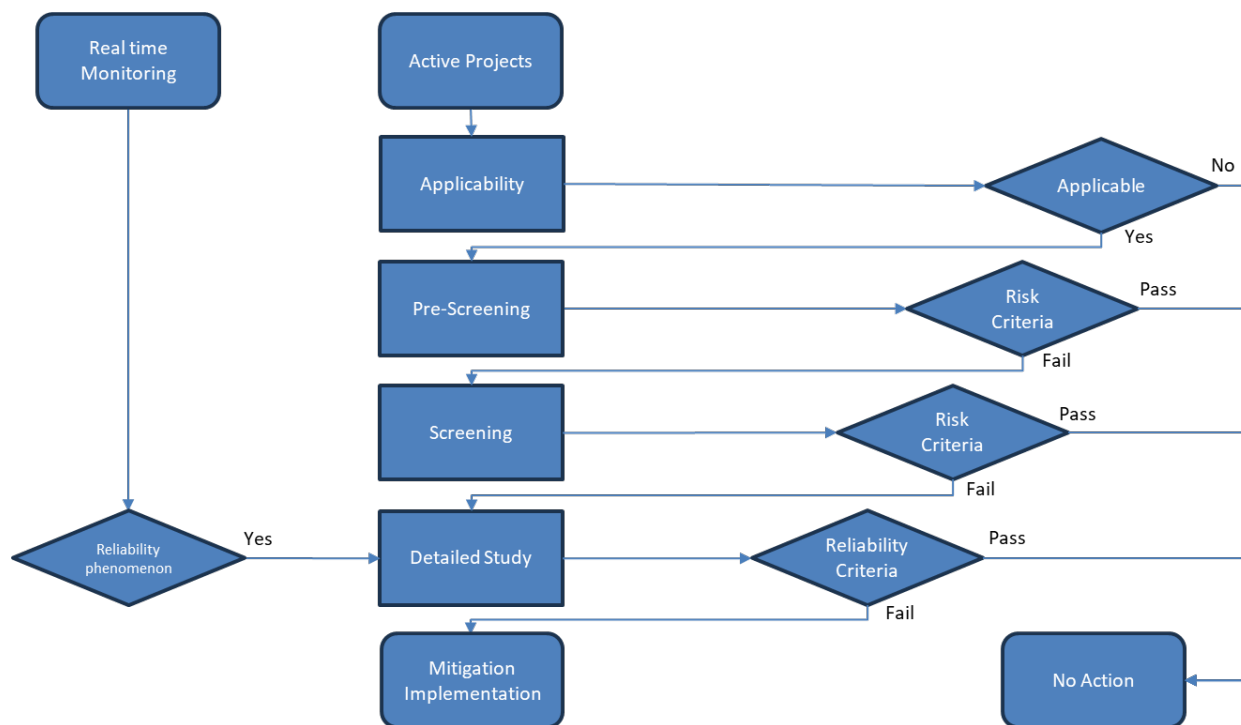 Real time
Monitoring
Active Projects
Applicability
Applicable
No
Yes
Pre-Screening
Risk
Criteria
Pass
Fail
Screening
Risk
Criteria
Pass
Fail
Reliability
phenomenon
Yes
Detailed Study
Reliability
Criteria
Pass
Fail
Mitigation
Implementation
No Action